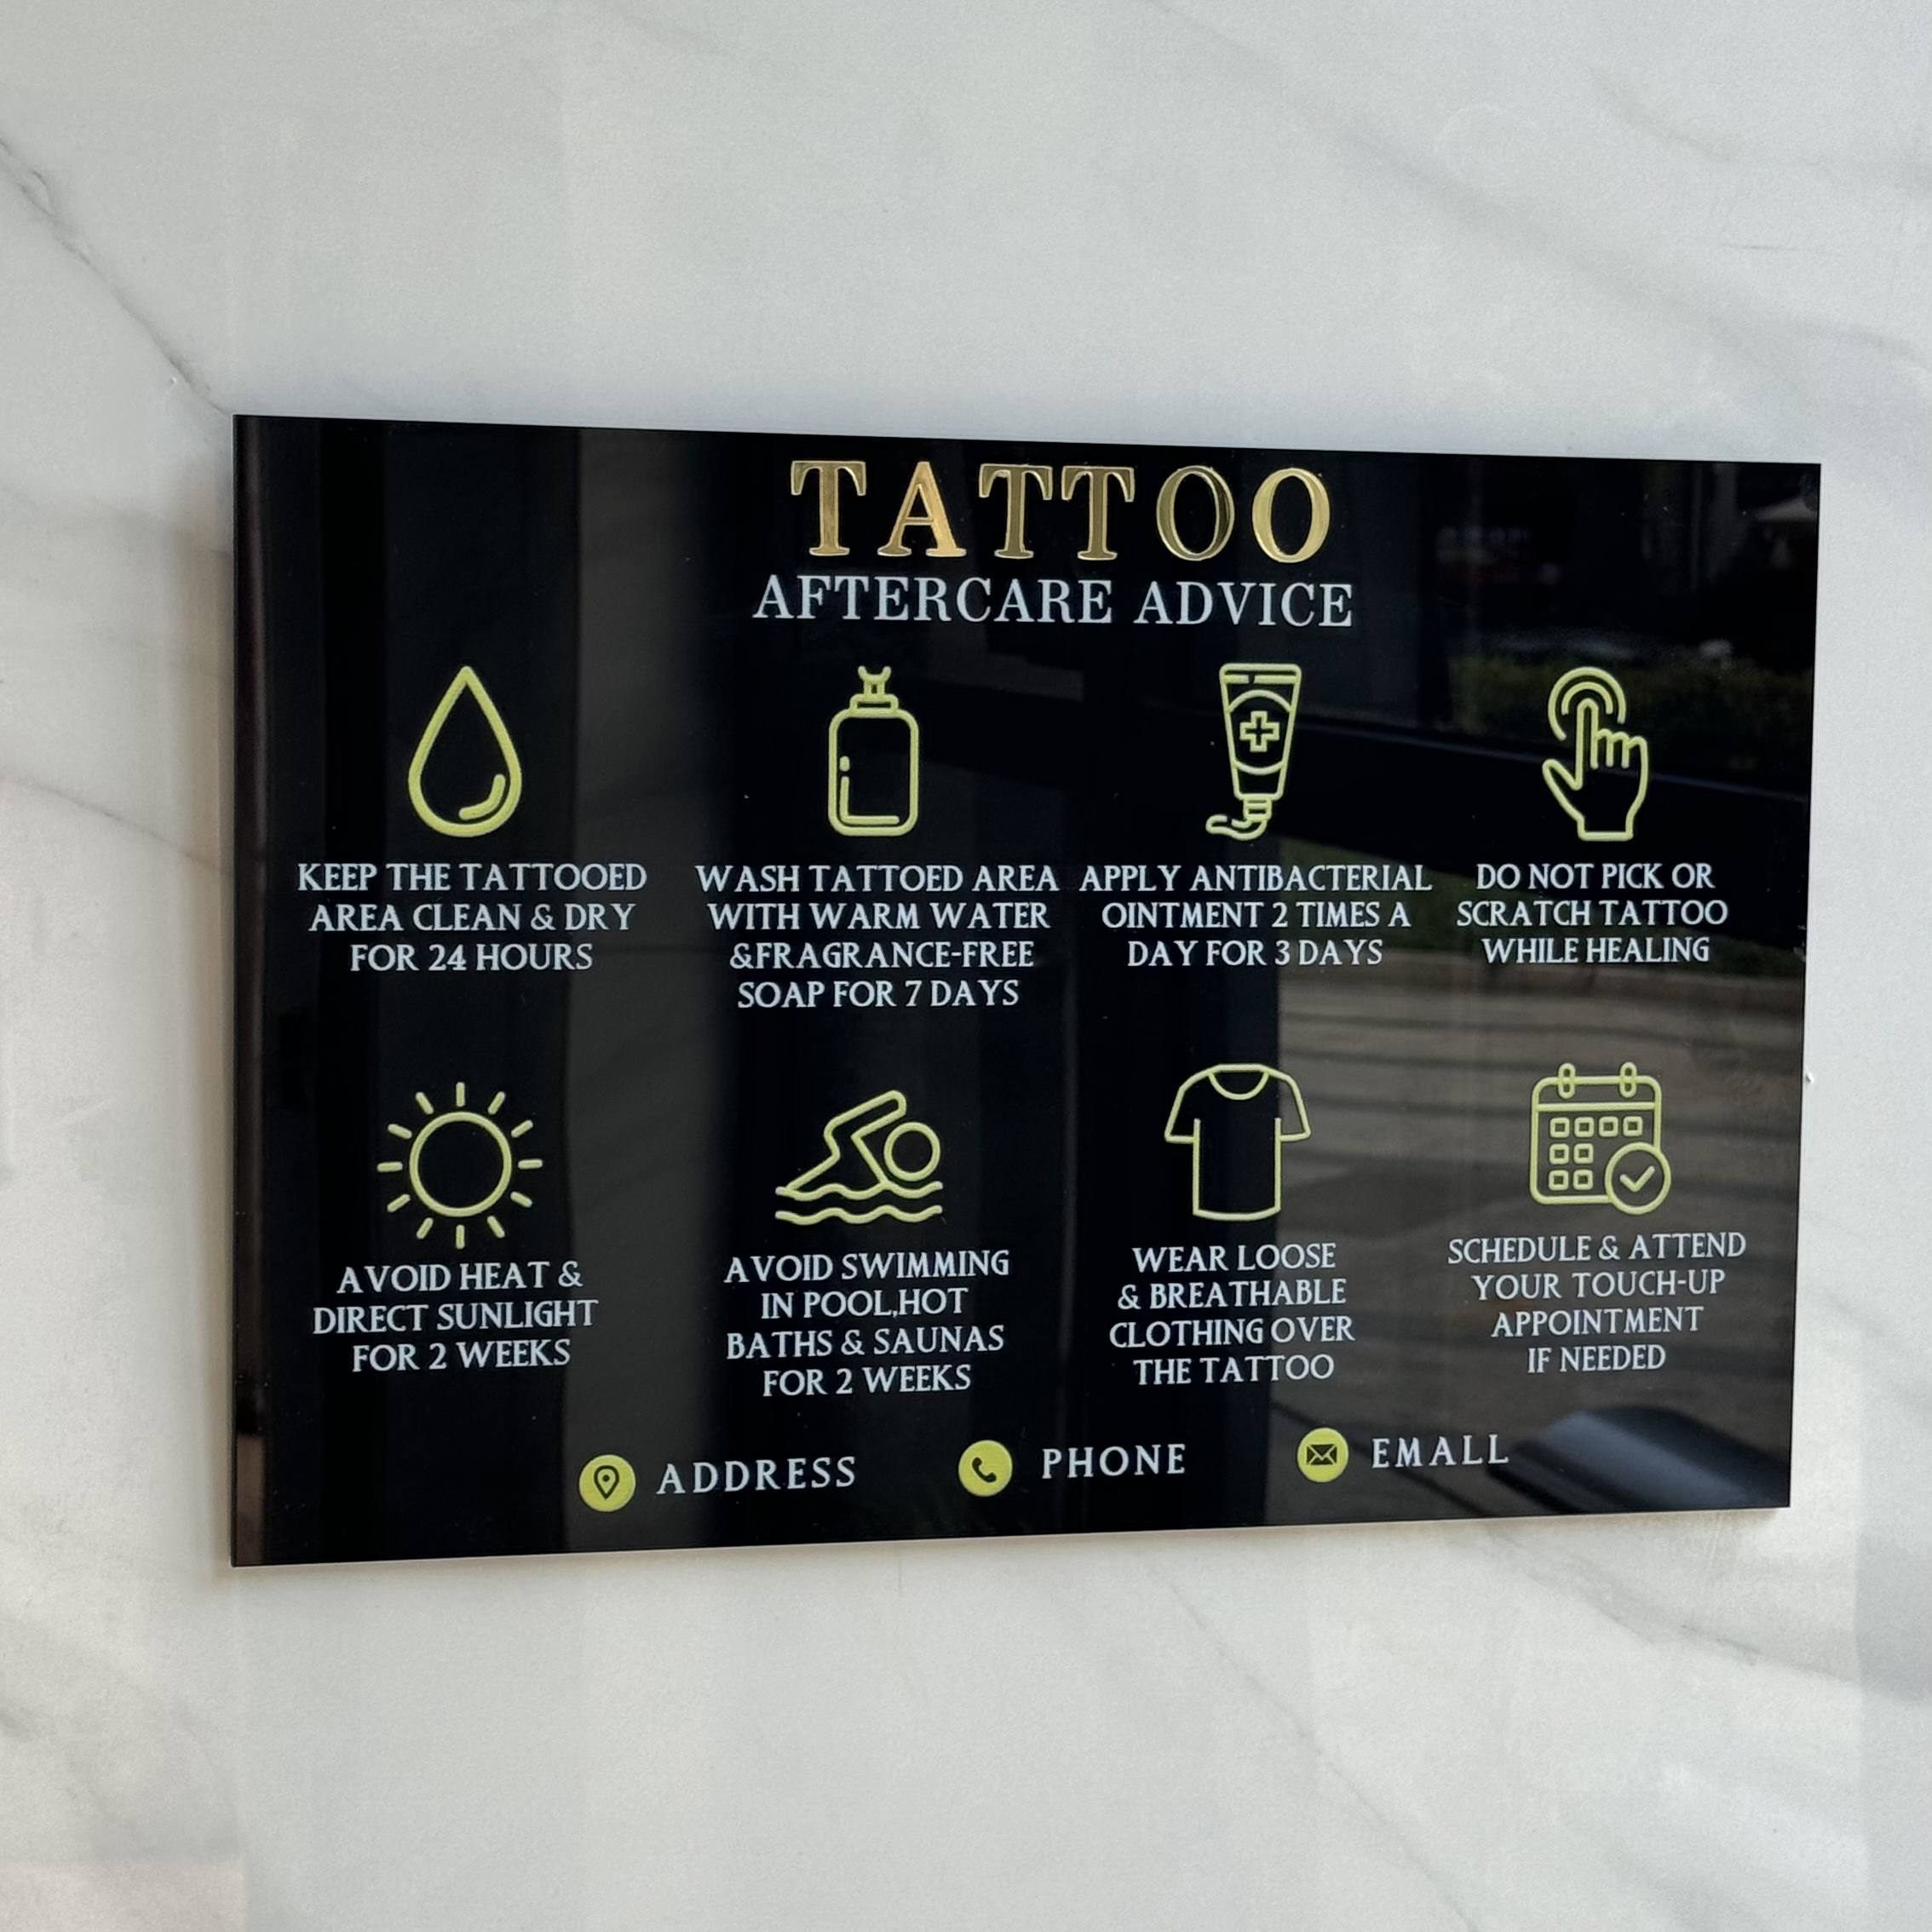 TATTOO
AFTERCARE ADVICE
KEEP THE TATTOOED
AREA CLEAN & DRY
FOR 24 HOURS
WASH TATTOED AREA
WITH WARM WATER
&FRAGRANCE-FREE
SOAP FOR 7 DAYS
APPLY ANTIBACTERIAL
OINTMENT 2 TIMES A
DAY FOR 3 DAYS
DO NOT PICK OR
SCRATCH TATTOO
WHILE HEALING
AVOID HEAT &
DIRECT SUNLIGHT
FOR 2 WEEKS
AVOID SWIMMING
IN POOL,HOT
BATHS & SAUNAS
FOR 2 WEEKS
WEAR LOOSE
& BREATHABLE
CLOTHING OVER
THE TATTOO
SCHEDULE & ATTEND
YOUR TOUCH-UP
APPOINTMENT
IF NEEDED
ADDRESS
PHONE
EMALL